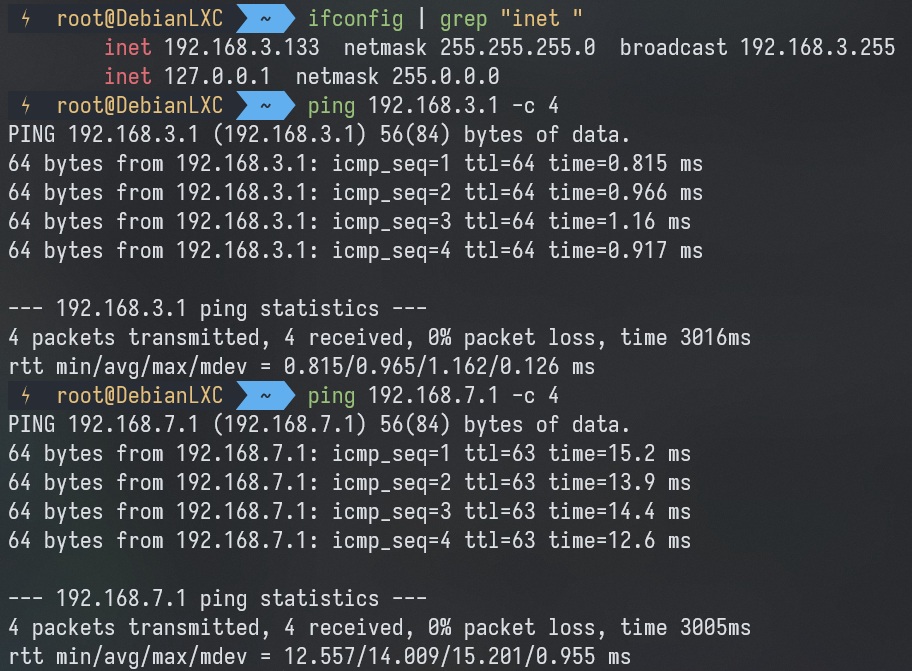 ⚡ root@DebianLXC ~ ifconfig | grep "inet "
inet 192.168.3.133 netmask 255.255.255.0 broadcast 192.168.3.255
inet 127.0.0.1 netmask 255.0.0.0
⚡ root@DebianLXC ~ ping 192.168.3.1 -c 4
PING 192.168.3.1 (192.168.3.1) 56(84) bytes of data.
64 bytes from 192.168.3.1: icmp_seq=1 ttl=64 time=0.815 ms
64 bytes from 192.168.3.1: icmp_seq=2 ttl=64 time=0.966 ms
64 bytes from 192.168.3.1: icmp_seq=3 ttl=64 time=1.16 ms
64 bytes from 192.168.3.1: icmp_seq=4 ttl=64 time=0.917 ms
--- 192.168.3.1 ping statistics ---
4 packets transmitted, 4 received, 0% packet loss, time 3016ms
rtt min/avg/max/mdev = 0.815/0.965/1.162/0.126 ms
⚡ root@DebianLXC ~ ping 192.168.7.1 -c 4
PING 192.168.7.1 (192.168.7.1) 56(84) bytes of data.
64 bytes from 192.168.7.1: icmp_seq=1 ttl=63 time=15.2 ms
64 bytes from 192.168.7.1: icmp_seq=2 ttl=63 time=13.9 ms
64 bytes from 192.168.7.1: icmp_seq=3 ttl=63 time=14.4 ms
64 bytes from 192.168.7.1: icmp_seq=4 ttl=63 time=12.6 ms
--- 192.168.7.1 ping statistics ---
4 packets transmitted, 4 received, 0% packet loss, time 3005ms
rtt min/avg/max/mdev = 12.557/14.009/15.201/0.955 ms